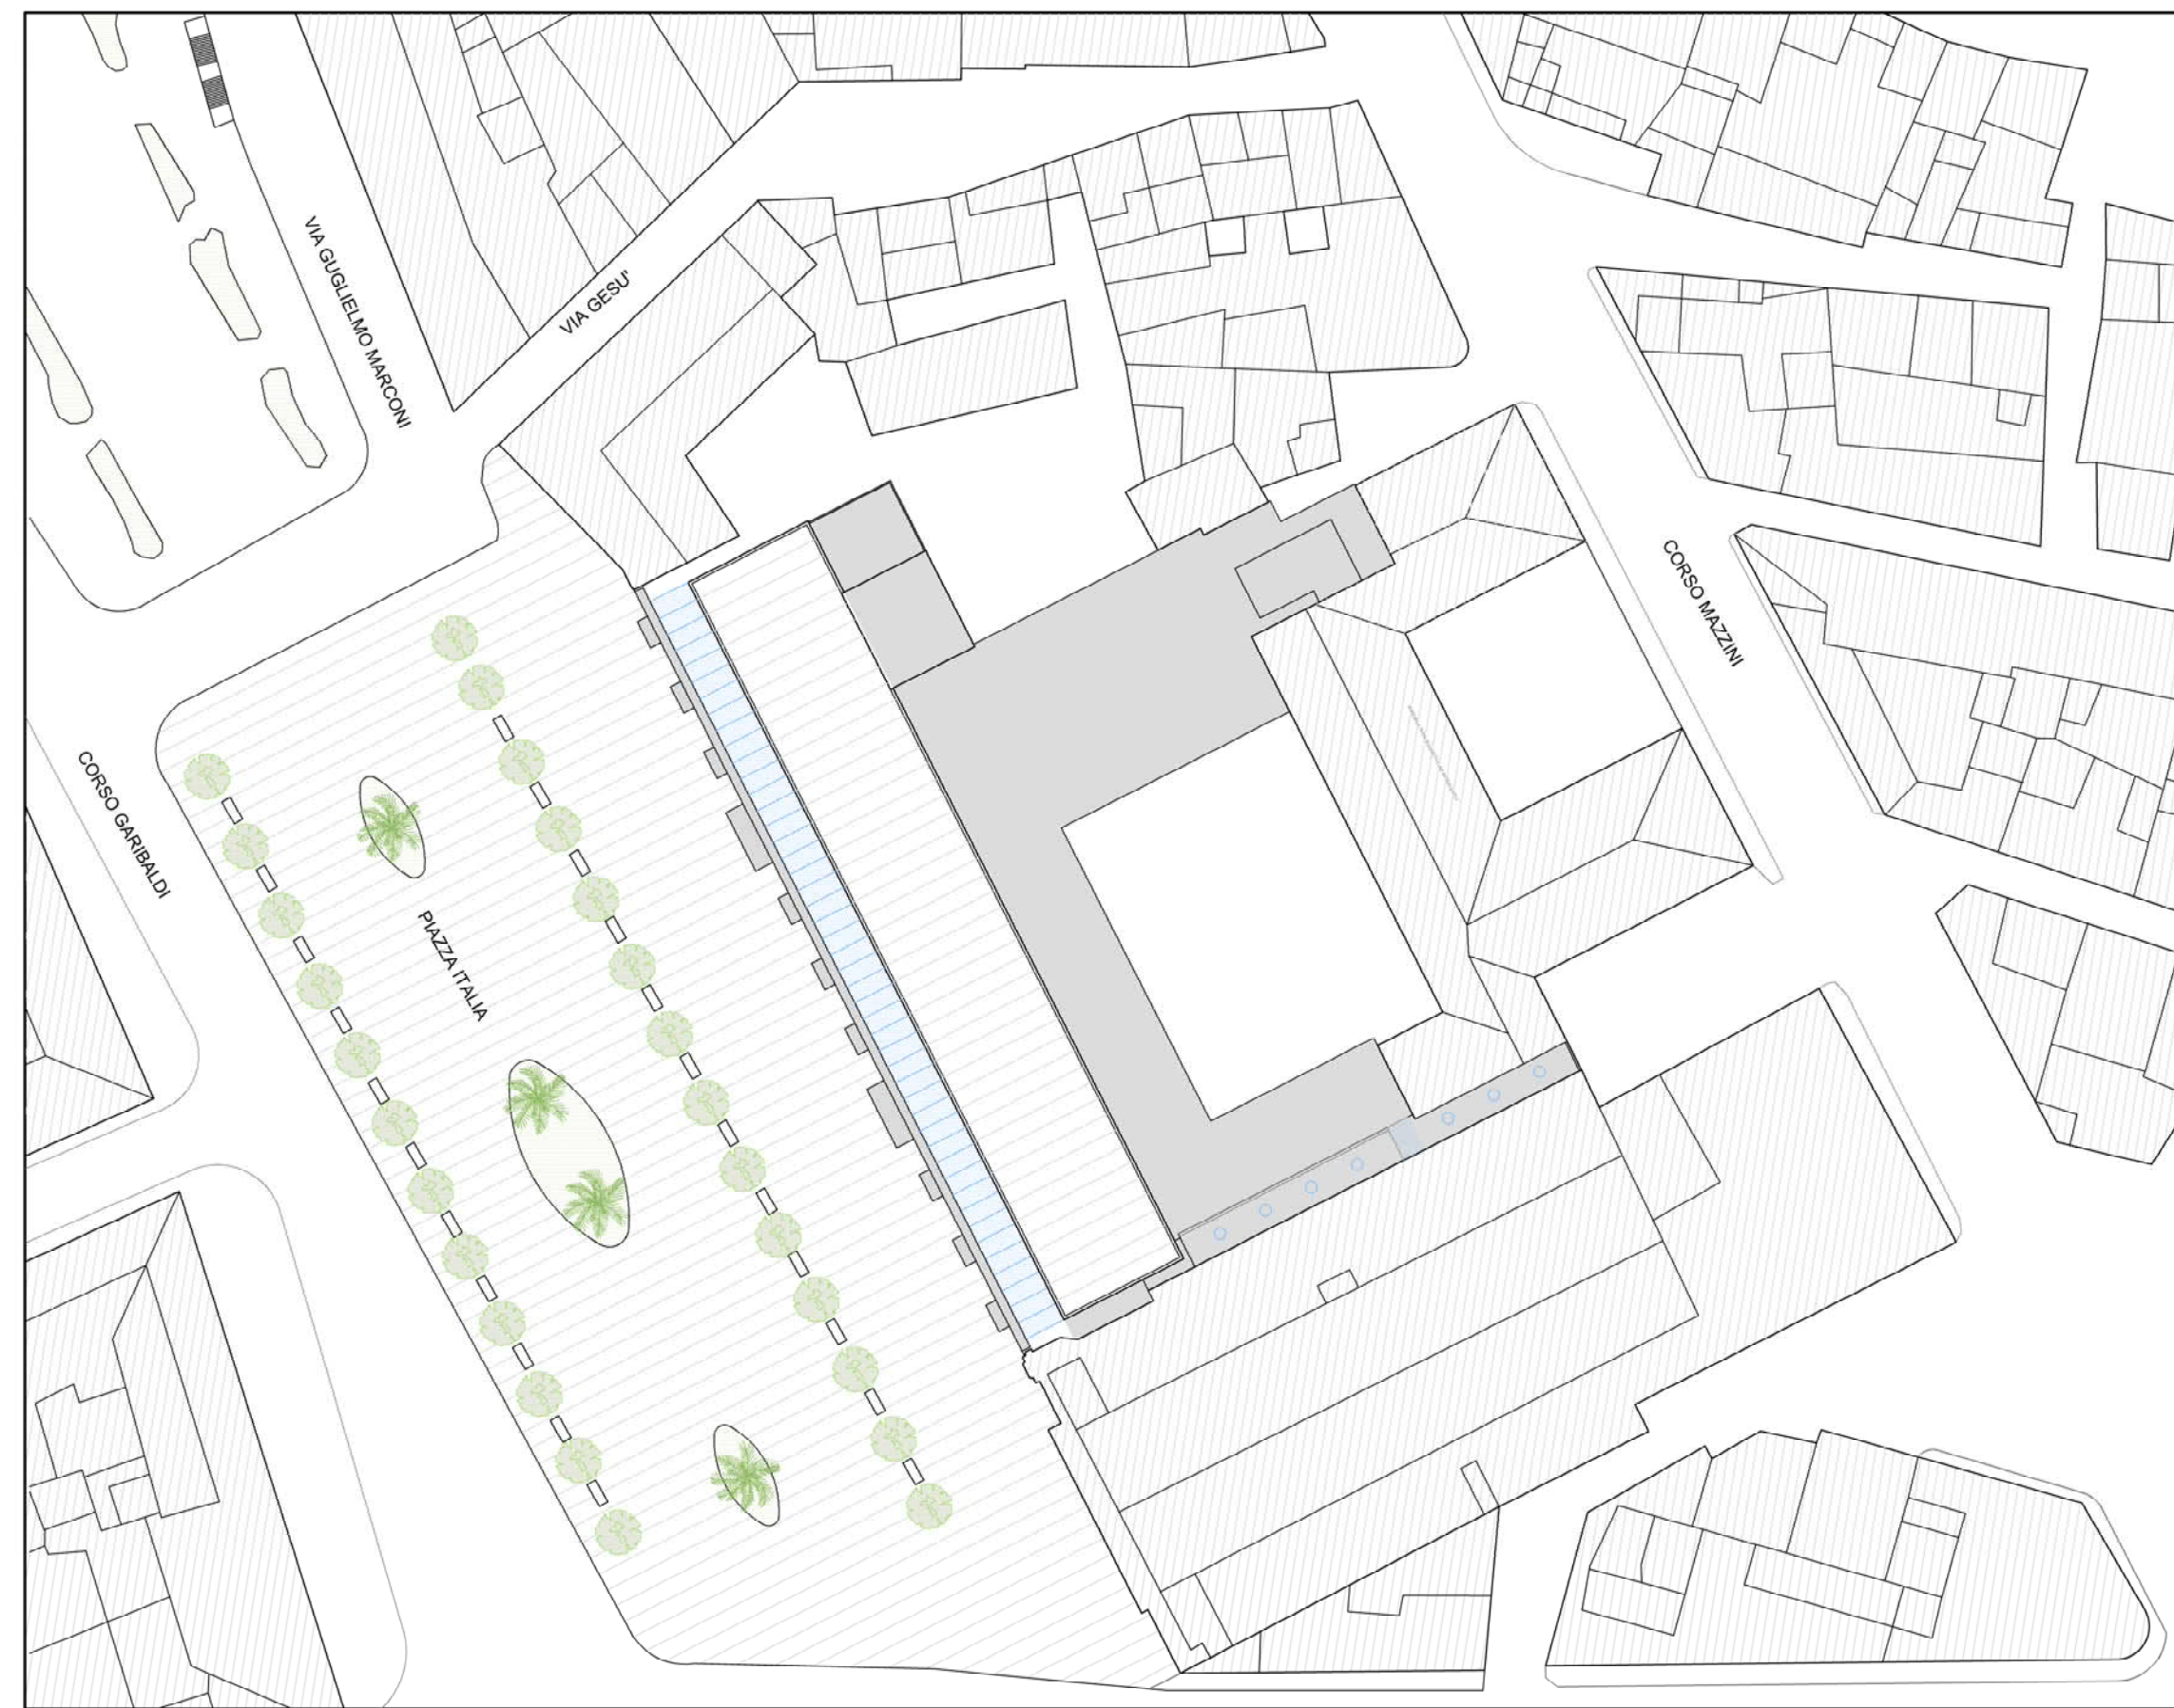 VIA GUGLIELMO MARCONI
VIA GESU'
CORSO MAZZINI
CORSO GARIBALDI
PIAZZA ITALIA